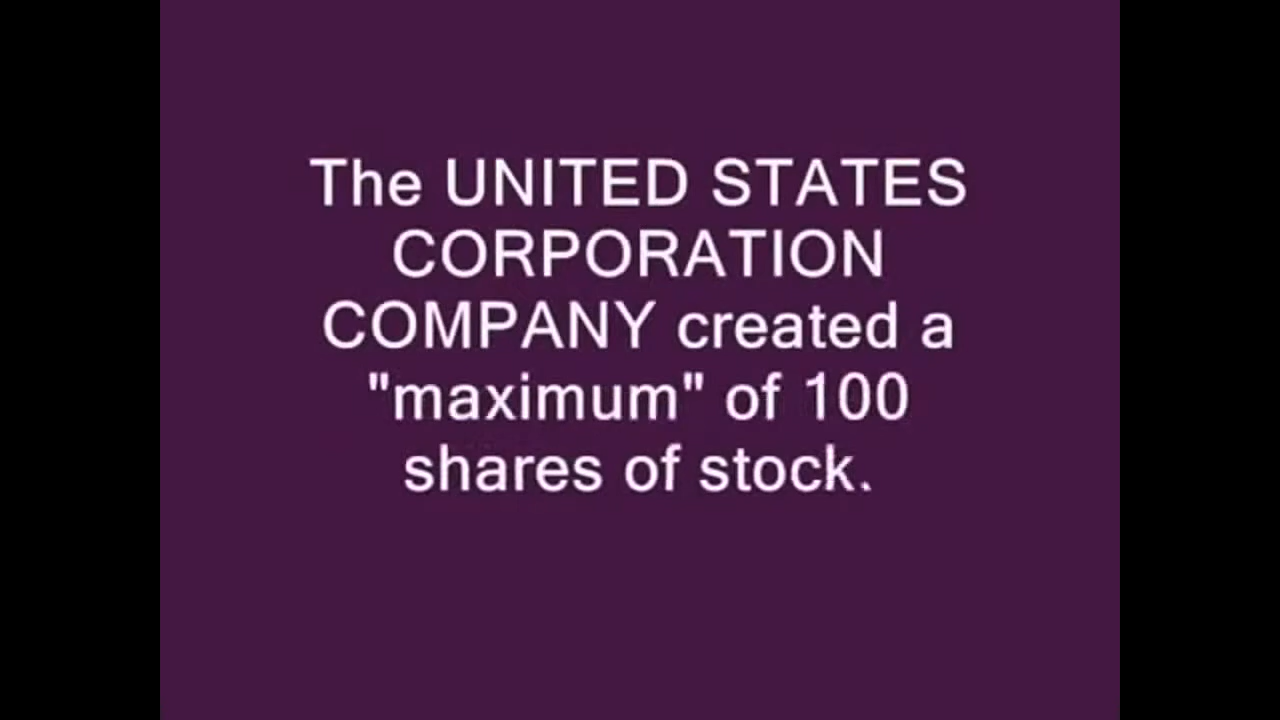 The UNITED STATES
CORPORATION
COMPANY created a
"maximum" of 100
shares of stock.